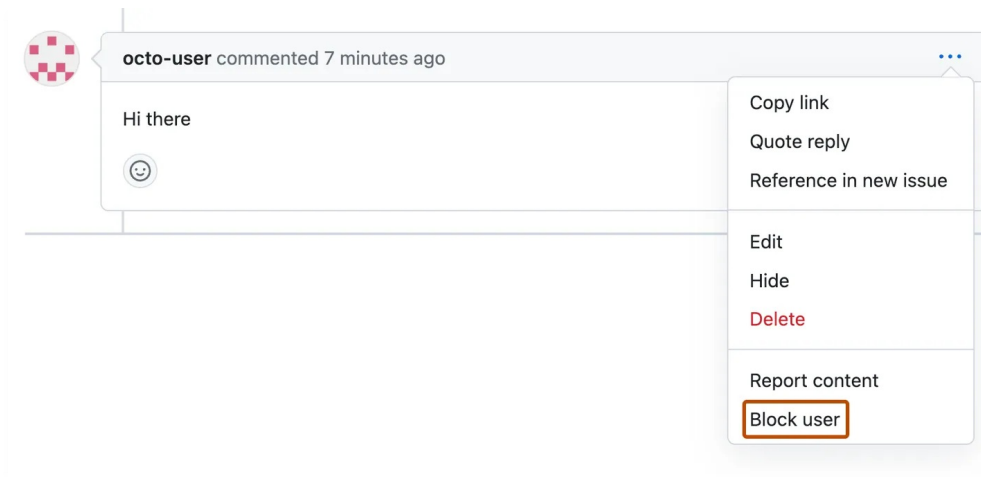 octo-user commented 7 minutes ago
Hi there
Copy link
Quote reply
Reference in new issue
Edit
Hide
Delete
Report content
Block user